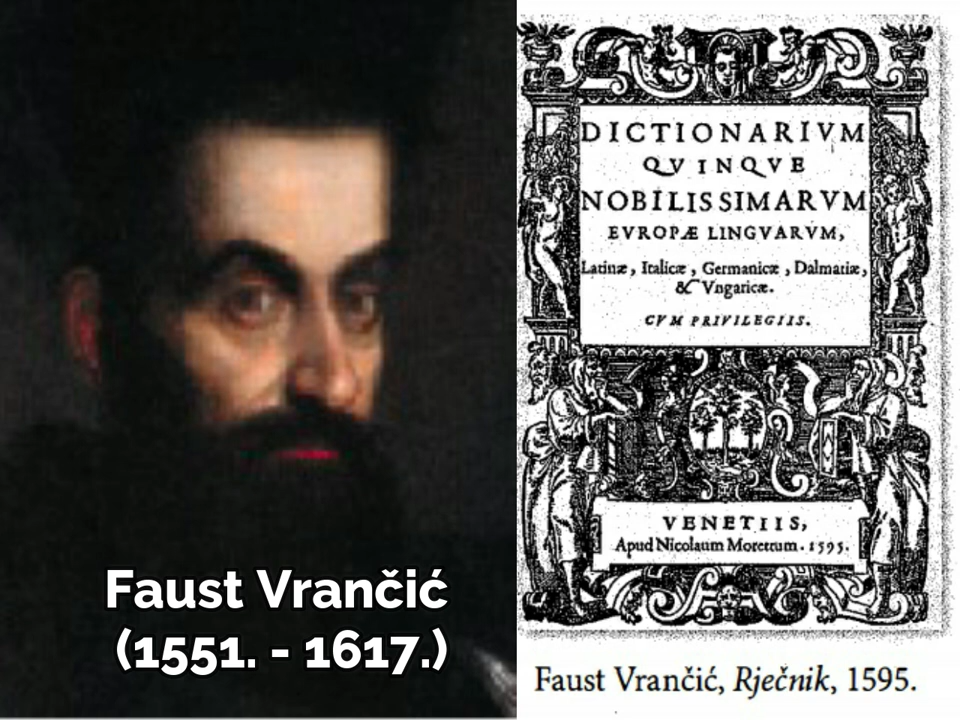 Faust Vrančić
(1551. - 1617.)
DICTIONARIVM
QVINQVE
NOBILISSIMARVM
EVROPÆ LINGVARVM,
Latinæ, Italicæ, Germanicæ, Dalmatiæ,
& Vngaricæ.
CVM PRIVILEGIIS.
VENETIIS,
Apud Nicolaum Morettum. 1595.
Faust Vrančić, Rječnik, 1595.